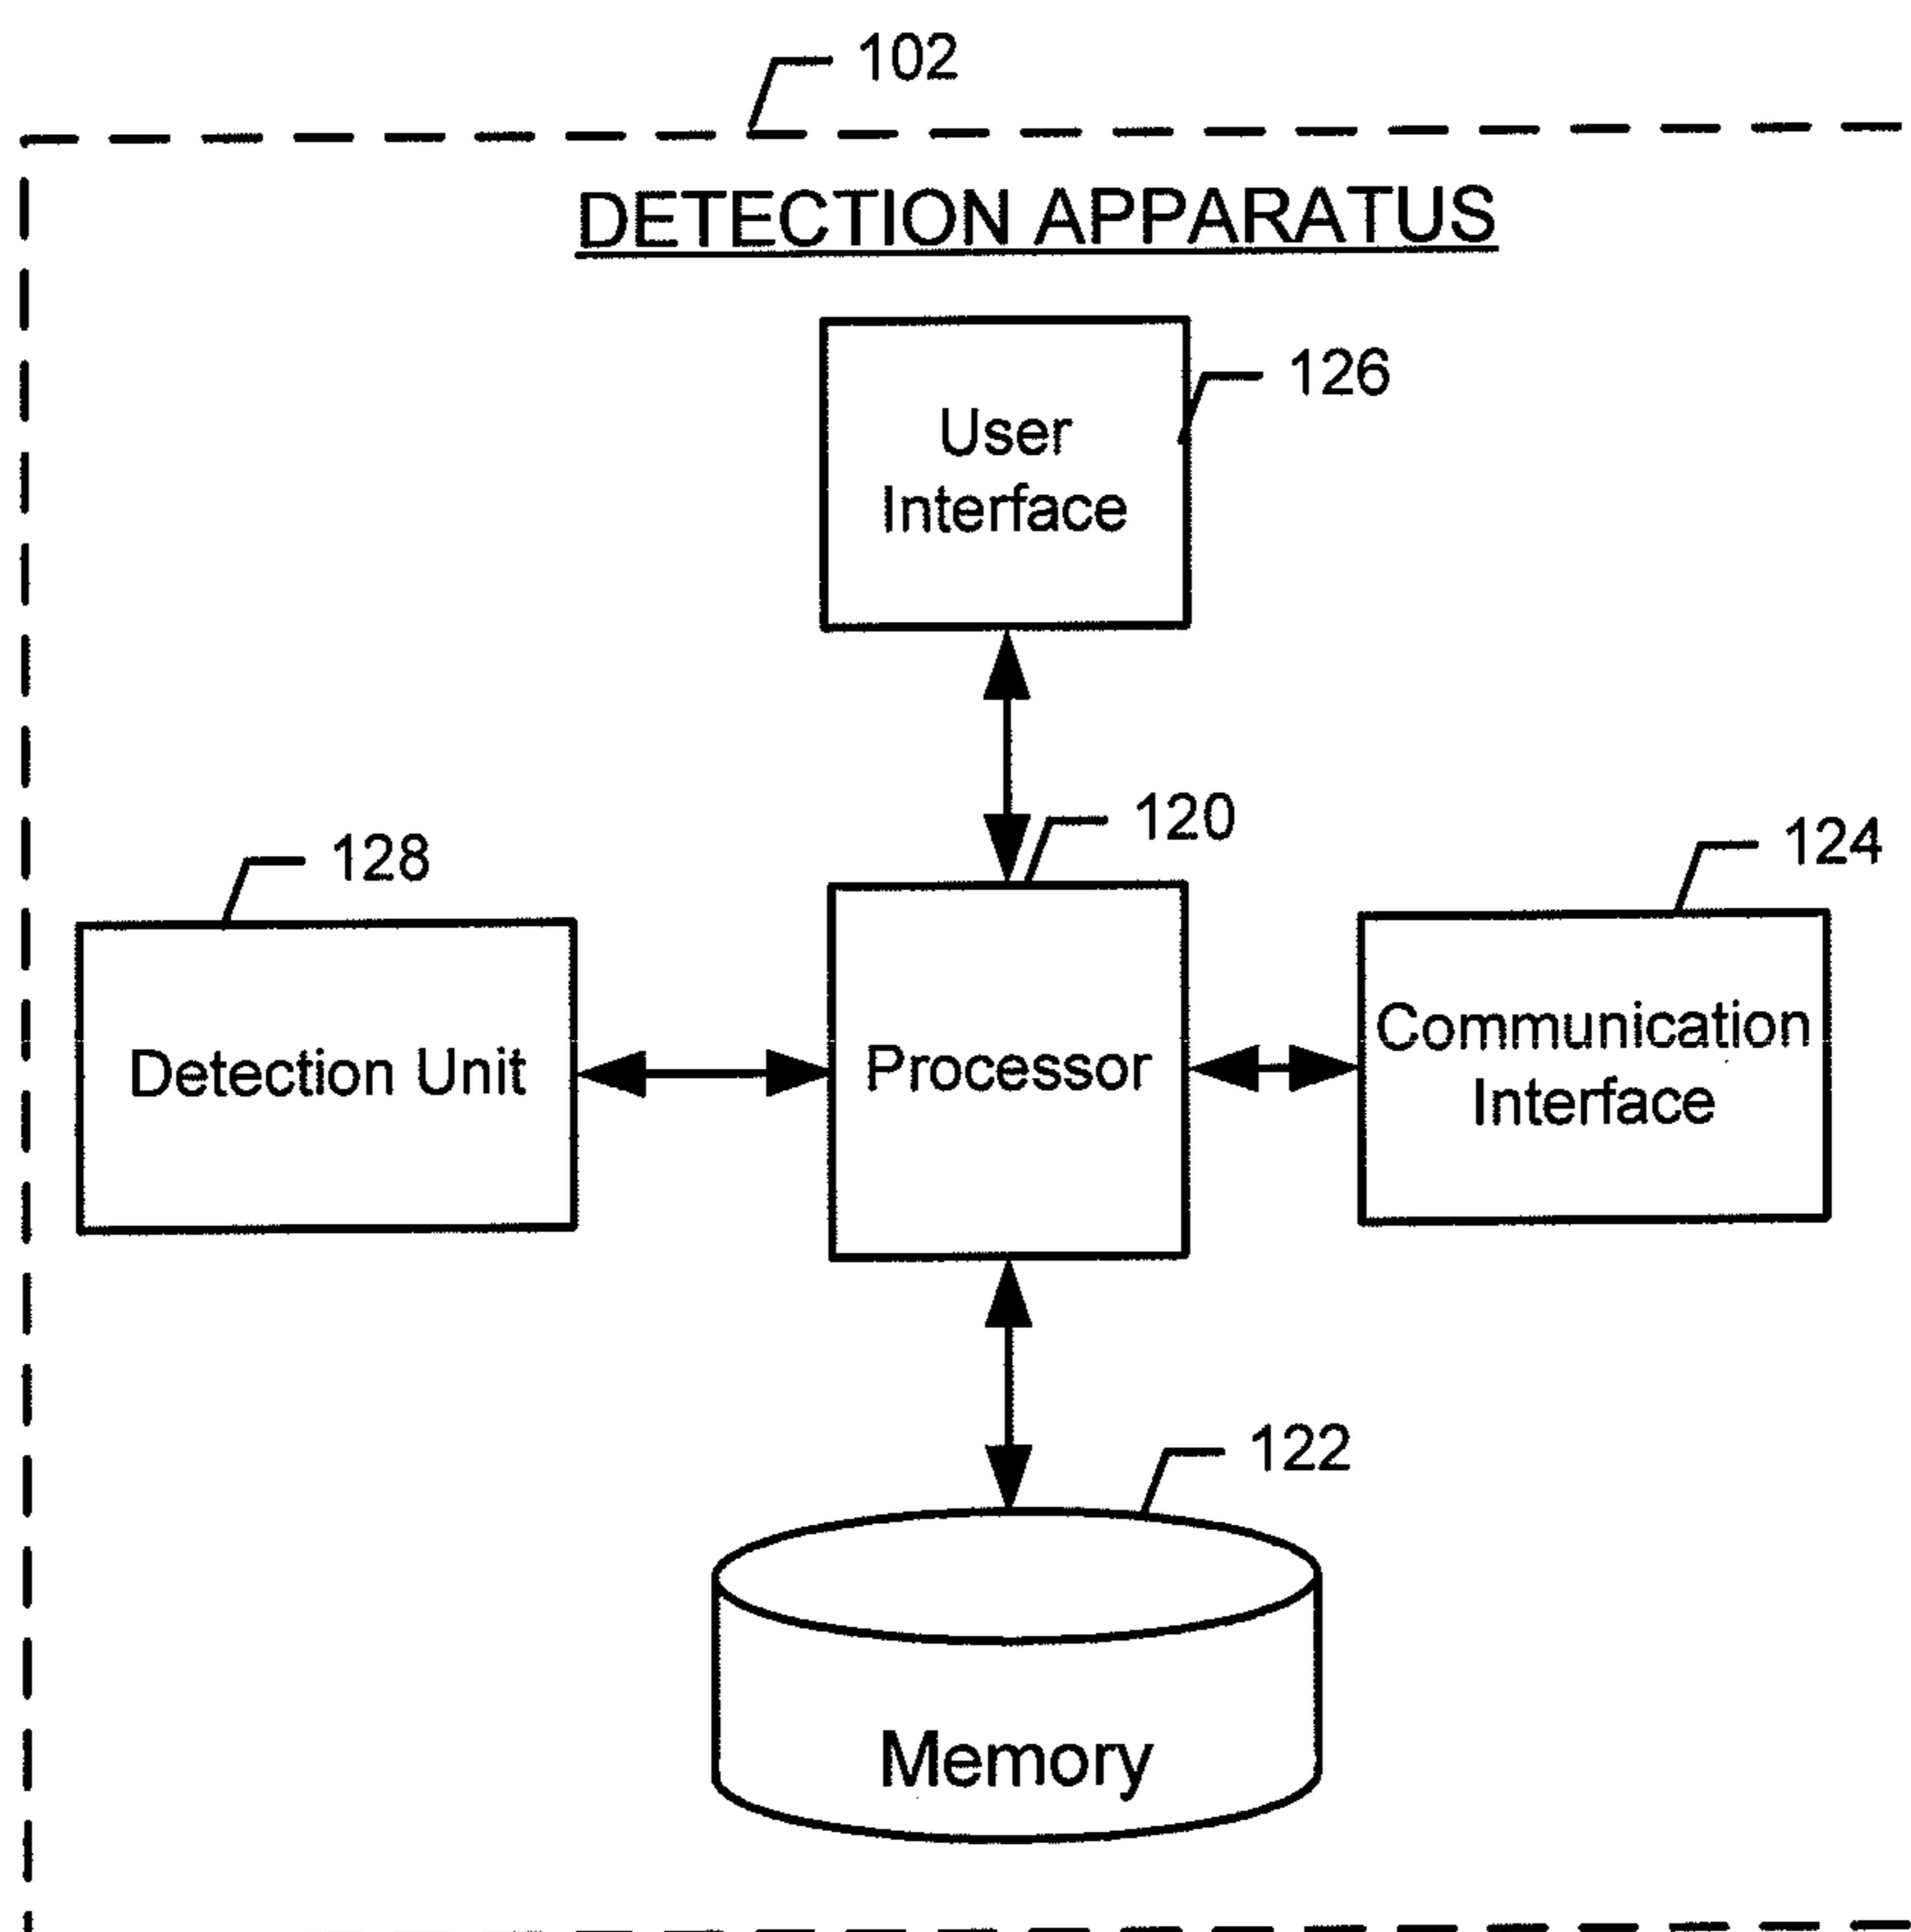 102
DETECTION APPARATUS
126
User
Interface
120
128
124
Detection Unit
Processor
Communication
Interface
122
Memory